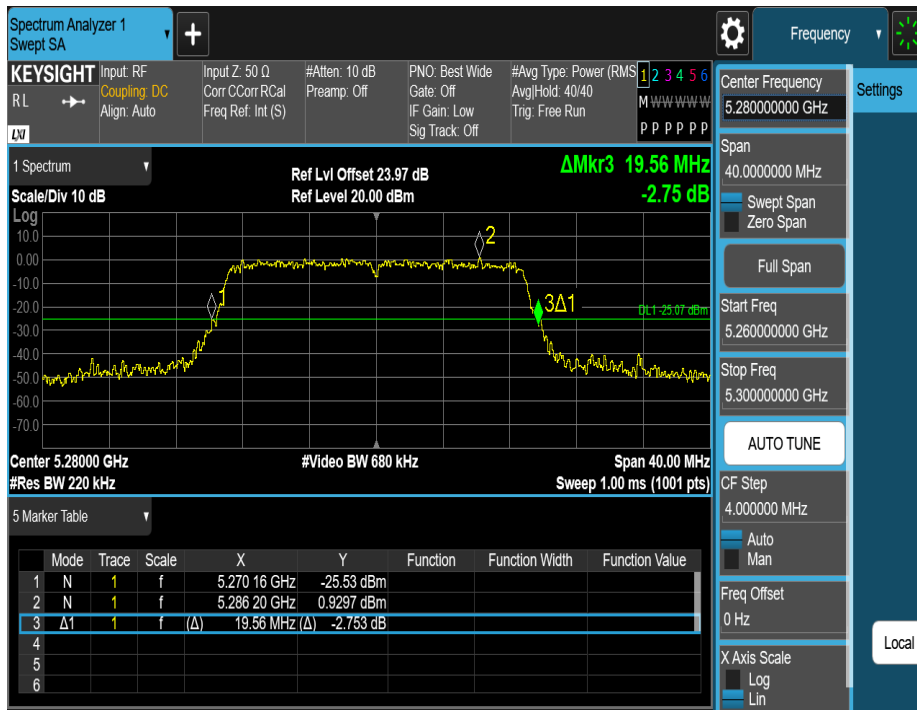 Spectrum Analyzer 1
Swept SA
+
Frequency
KEYSIGHT
R L
LXI
Input: RF
Coupling: DC
Align: Auto
Input Z: 50 Ω
Corr CCorr RCal
Freq Ref: Int (S)
#Atten: 10 dB
Preamp: Off
PNO: Best Wide
Gate: Off
IF Gain: Low
Sig Track: Off
#Avg Type: Power (RMS
Avg|Hold: 40/40
Trig: Free Run
1 2 3 4 5 6
M W W W W W
P P P P P P
1 Spectrum
Scale/Div 10 dB
Ref Lvl Offset 23.97 dB
Ref Level 20.00 dBm
ΔMkr3 19.56 MHz
-2.75 dB
Log
10.0
0.00
-10.0
-20.0
-30.0
-40.0
-50.0
-60.0
-70.0
1
2
3Δ1
DL1 -25.07 dBm
Center 5.28000 GHz
#Video BW 680 kHz
Span 40.00 MHz
#Res BW 220 kHz
Sweep 1.00 ms (1001 pts)
5 Marker Table
Mode Trace Scale X Y Function Function Width Function Value
1 N 1 f 5.270 16 GHz -25.53 dBm
2 N 1 f 5.286 20 GHz 0.9297 dBm
3 Δ1 1 f (Δ) 19.56 MHz (Δ) -2.753 dB
4
5
6
Center Frequency
5.280000000 GHz
Span
40.0000000 MHz
Swept Span
Zero Span
Full Span
Start Freq
5.260000000 GHz
Stop Freq
5.300000000 GHz
AUTO TUNE
CF Step
4.000000 MHz
Auto
Man
Freq Offset
0 Hz
X Axis Scale
Log
Lin
Settings
Local